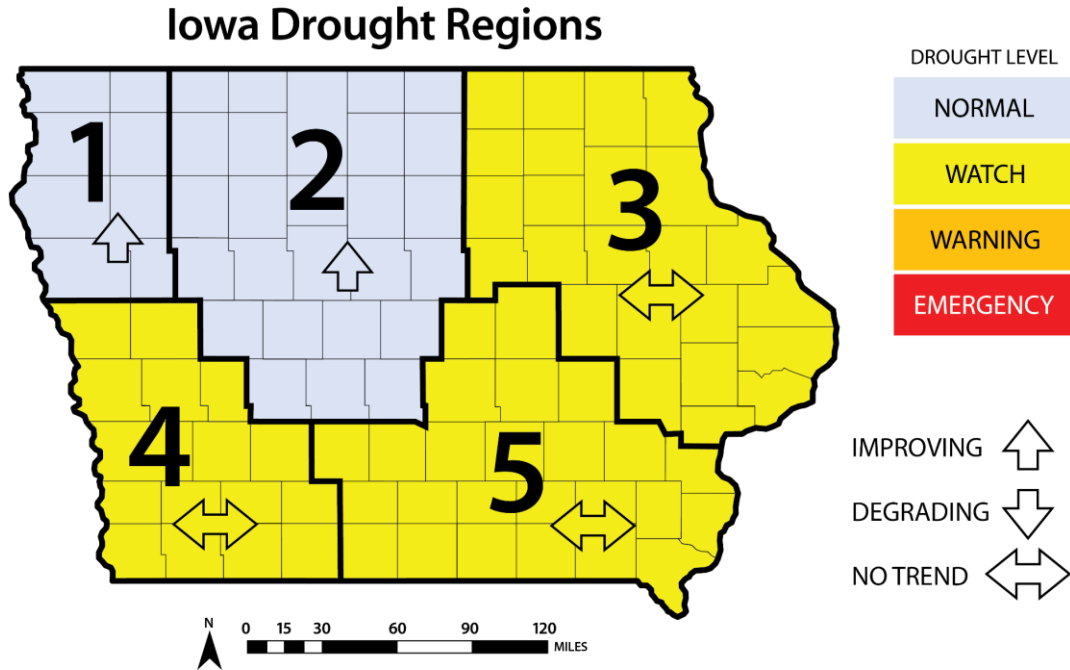 Iowa Drought Regions
1
2
3
4
5
DROUGHT LEVEL
NORMAL
WATCH
WARNING
EMERGENCY
IMPROVING
DEGRADING
NO TREND
N
0 15 30 60 90 120
MILES